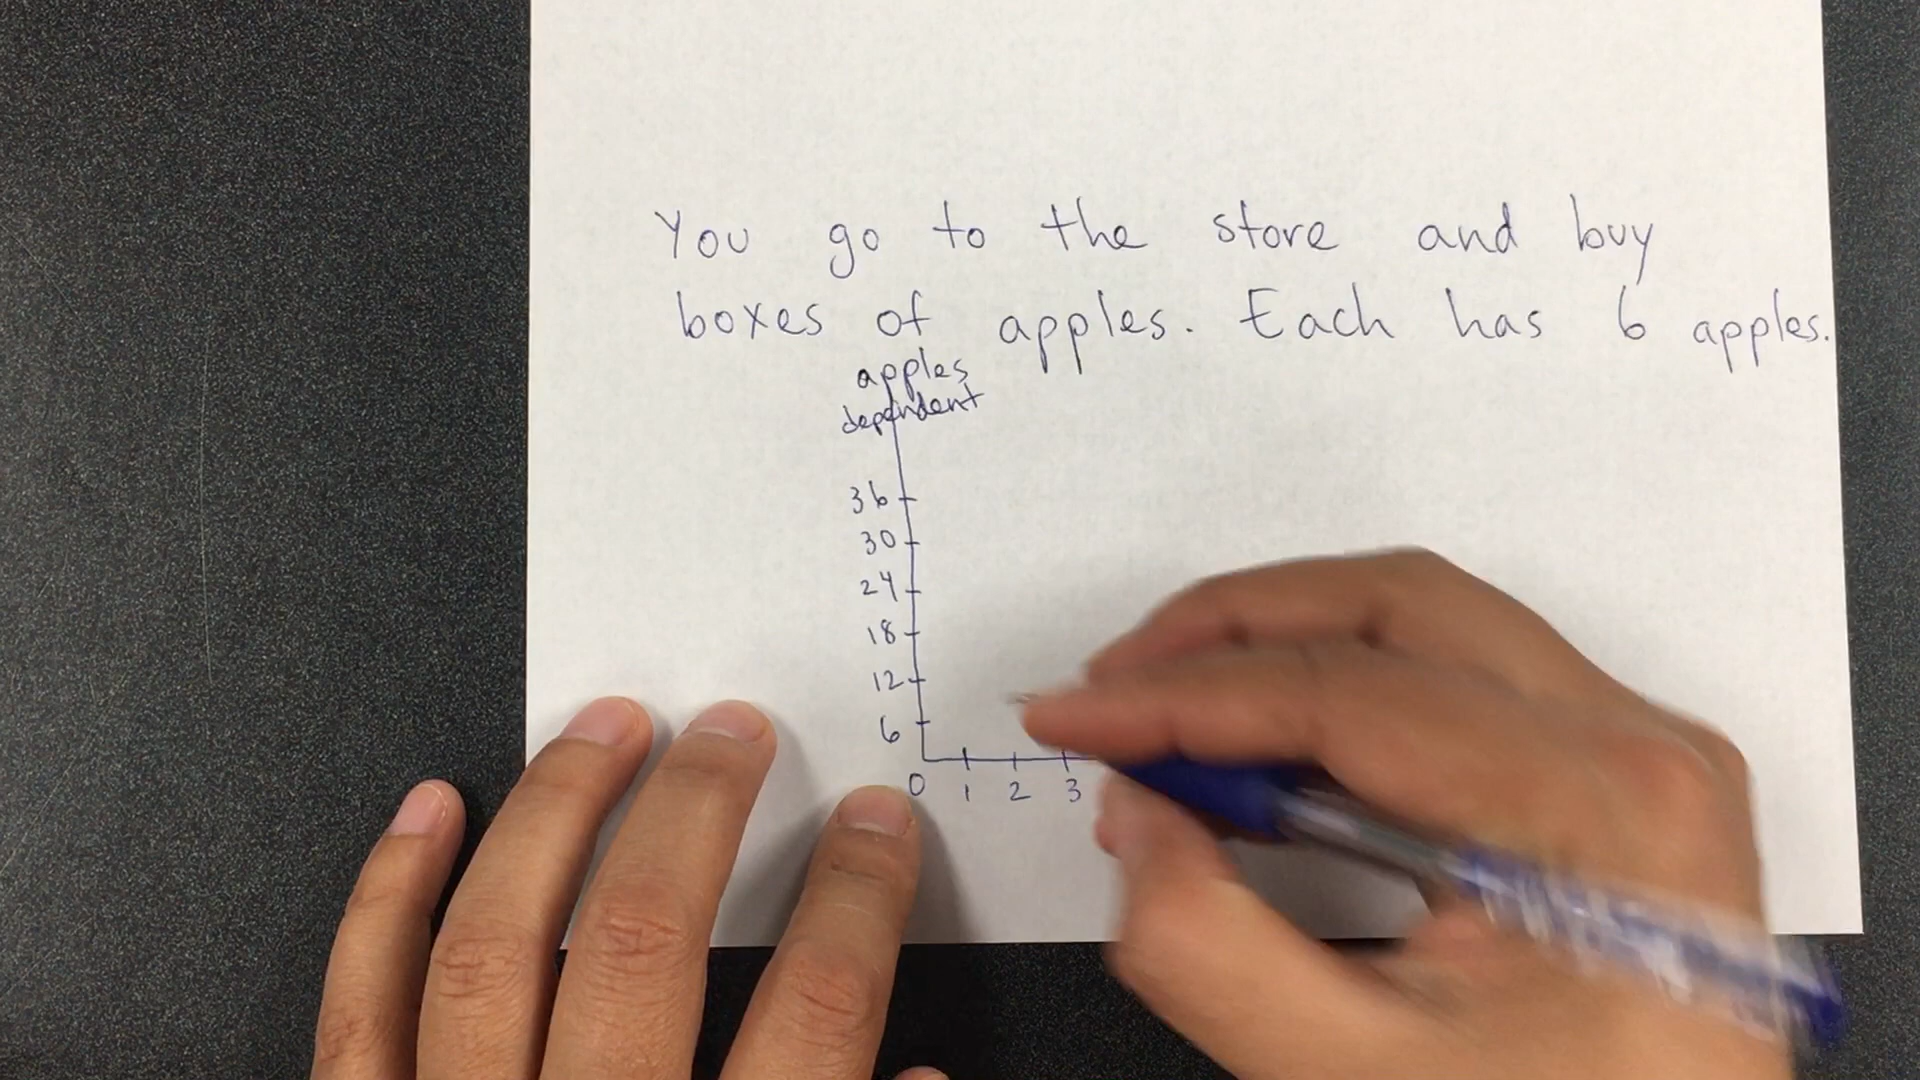 You go to the store and buy
boxes of apples. Each has 6 apples.
apples
dependent
36
30
24
18
12
6
0 1 2 3